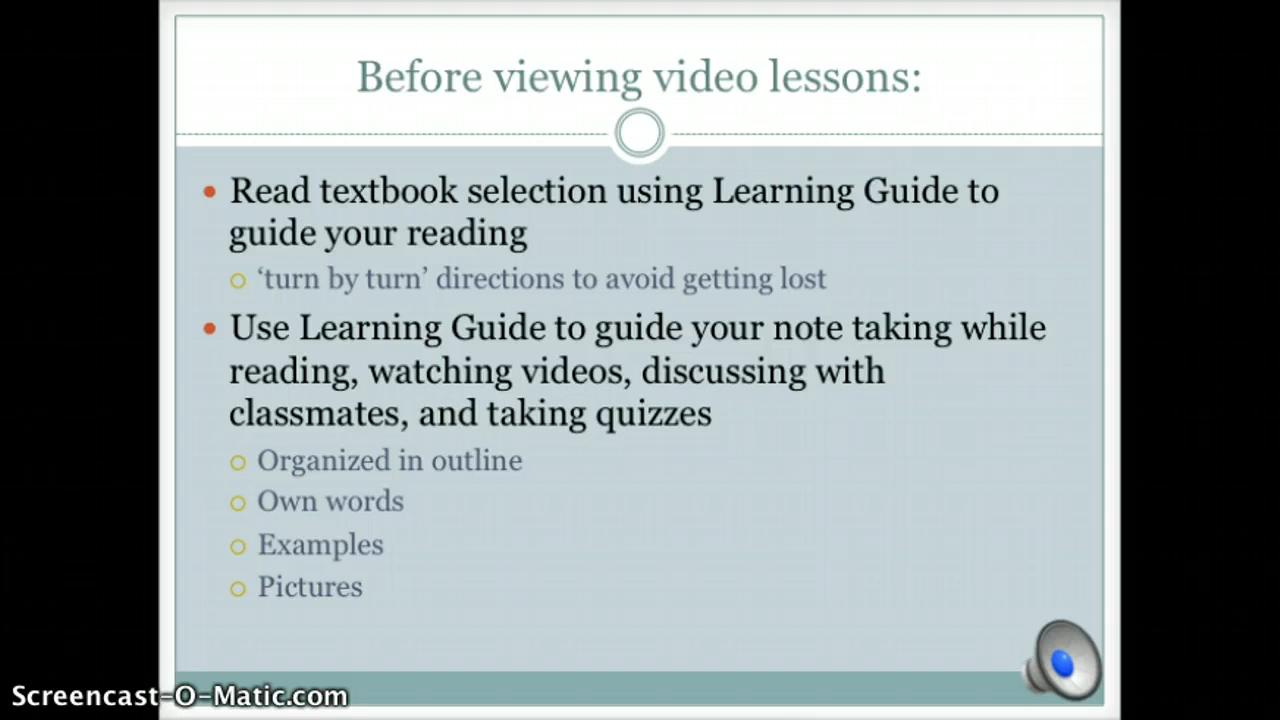 Before viewing video lessons:
Read textbook selection using Learning Guide to
guide your reading
‘turn by turn’ directions to avoid getting lost
Use Learning Guide to guide your note taking while
reading, watching videos, discussing with
classmates, and taking quizzes
Organized in outline
Own words
Examples
Pictures
Screencast-O-Matic.com